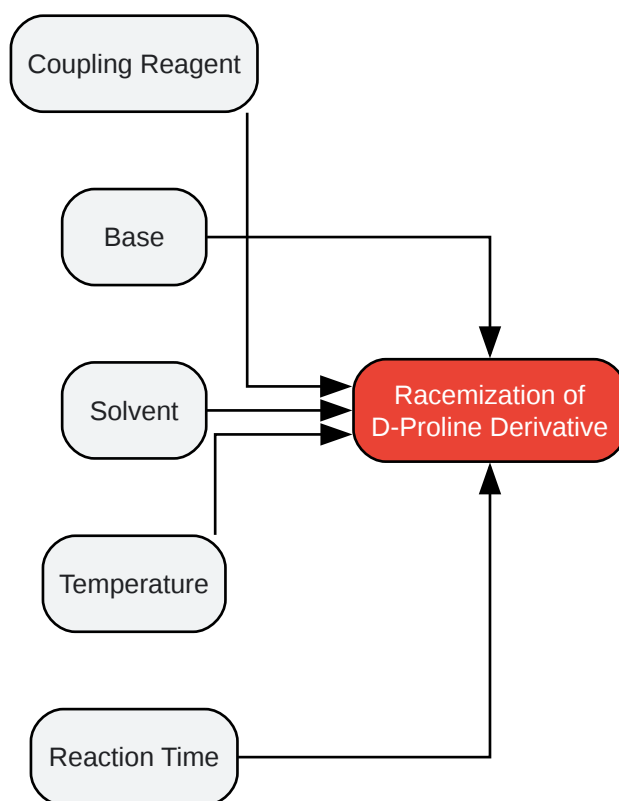 Coupling Reagent
Base
Solvent
Racemization of
D-Proline Derivative
Temperature
Reaction Time